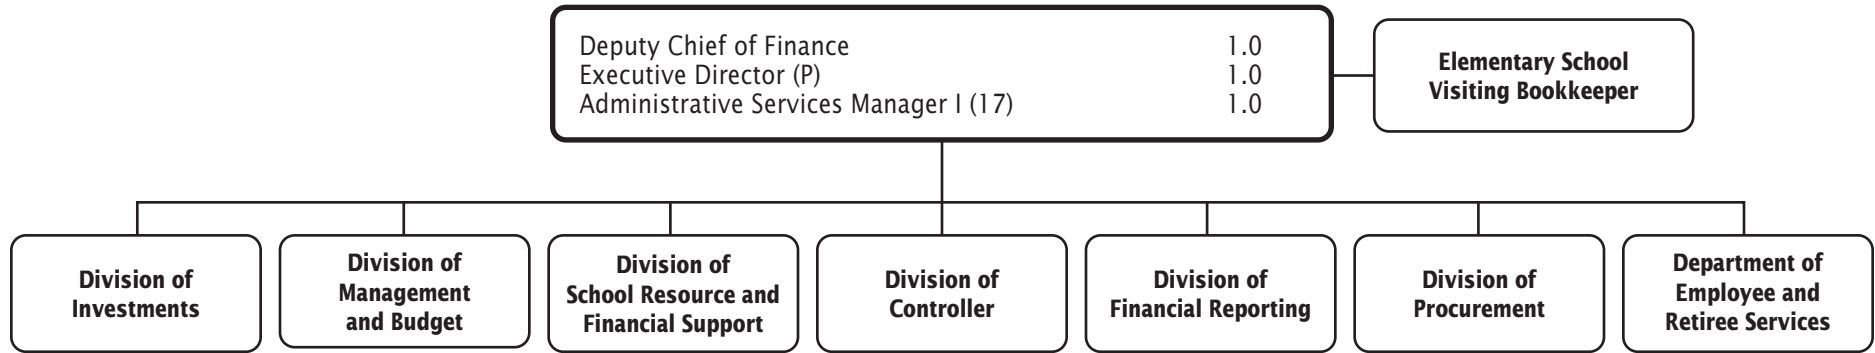 Deputy Chief of Finance 1.0
Executive Director (P) 1.0
Administrative Services Manager I (17) 1.0
Elementary School
Visiting Bookkeeper
Division of
Investments
Division of
Management
and Budget
Division of
School Resource and
Financial Support
Division of
Controller
Division of
Financial Reporting
Division of
Procurement
Department of
Employee and
Retiree Services